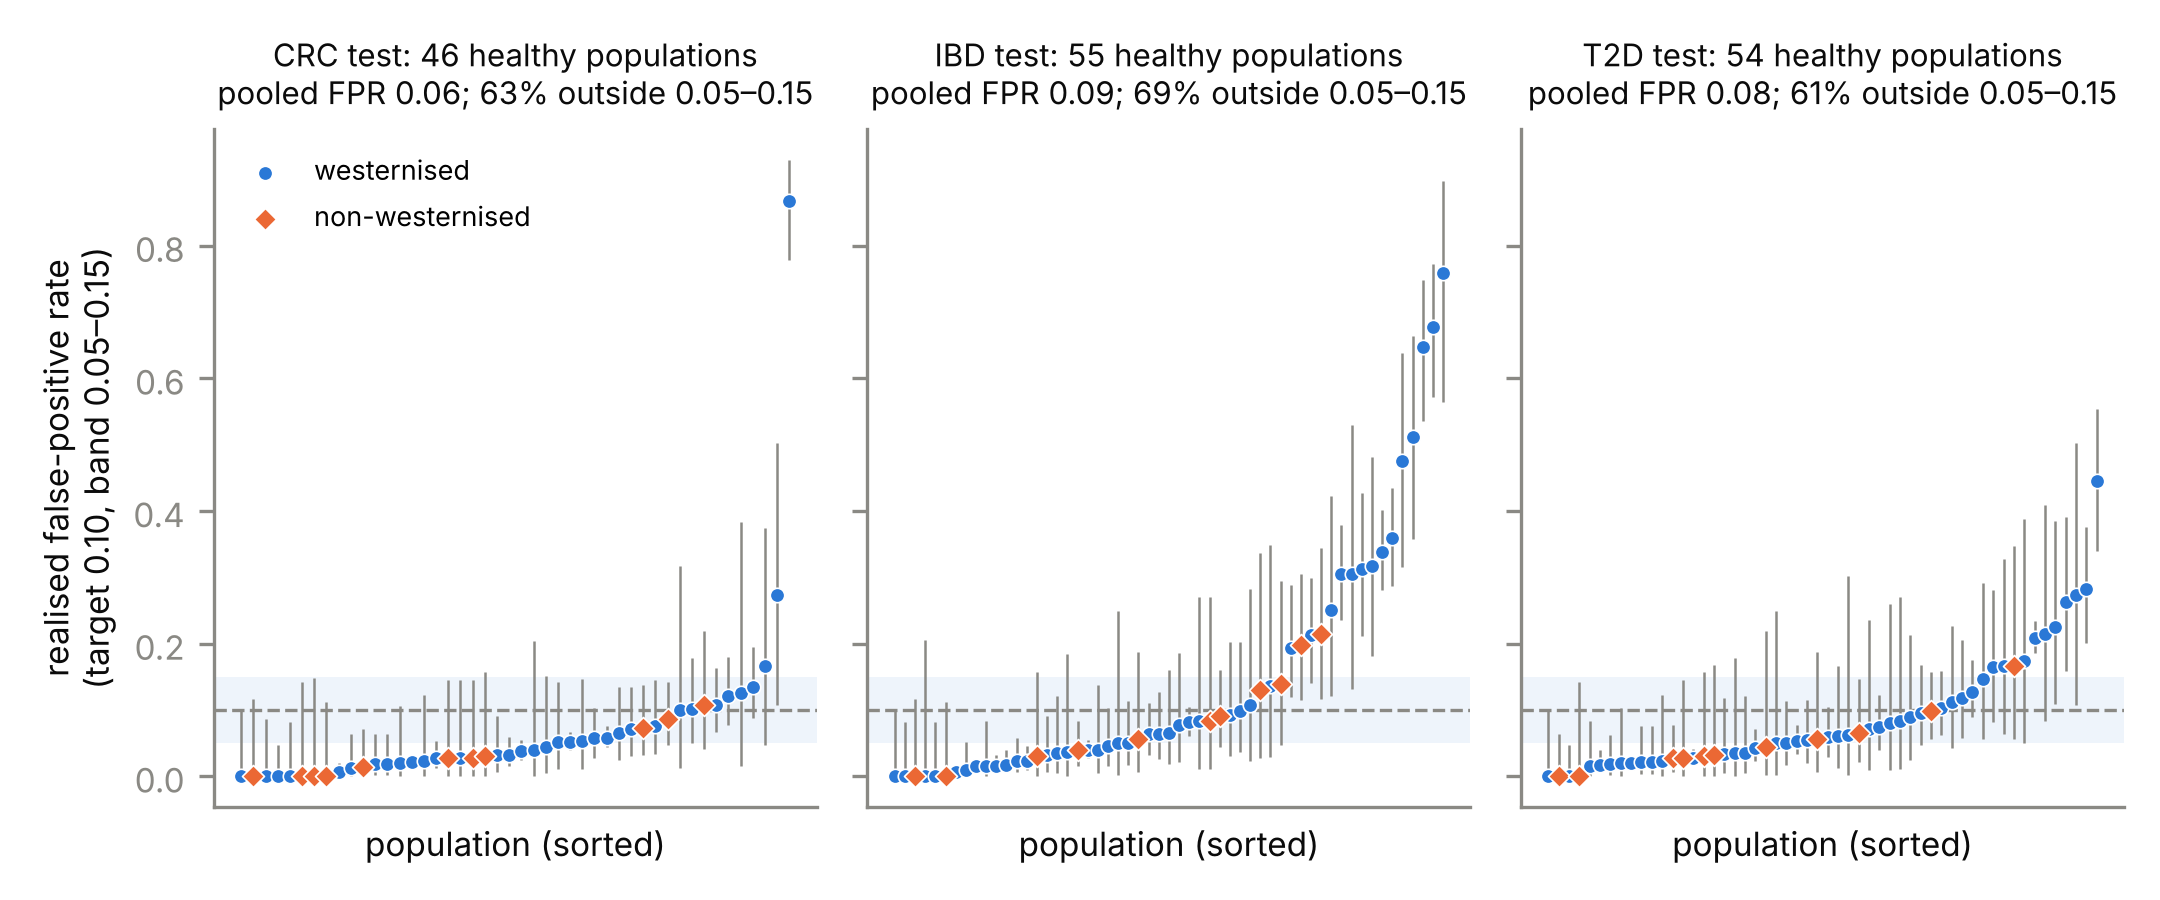 CRC test: 46 healthy populations
pooled FPR 0.06; 63% outside 0.05–0.15
IBD test: 55 healthy populations
pooled FPR 0.09; 69% outside 0.05–0.15
T2D test: 54 healthy populations
pooled FPR 0.08; 61% outside 0.05–0.15
westernised
non-westernised
realised false-positive rate
(target 0.10, band 0.05–0.15)
0.8
0.6
0.4
0.2
0.0
population (sorted)
population (sorted)
population (sorted)